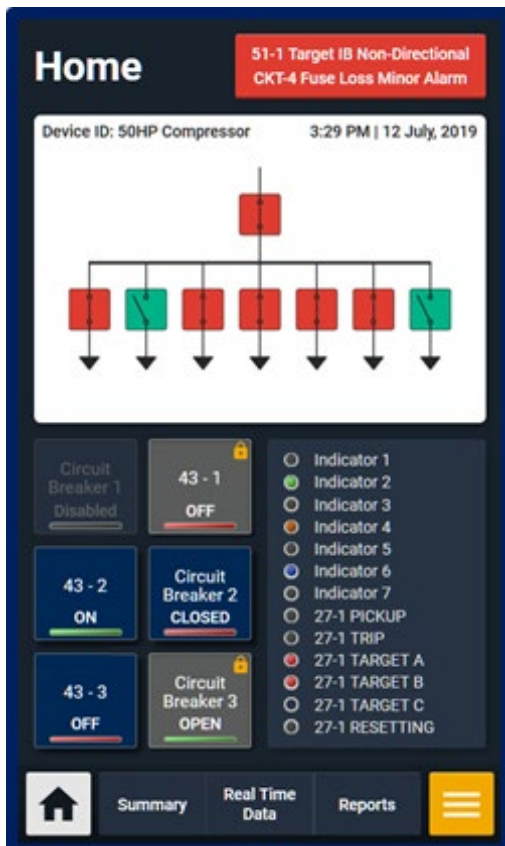 Home
51-1 Target IB Non-Directional
CKT-4 Fuse Loss Minor Alarm
Device ID: 50HP Compressor
3:29 PM | 12 July, 2019
Circuit
Breaker 1
Disabled
43 - 1
OFF
43 - 2
ON
Circuit
Breaker 2
CLOSED
43 - 3
OFF
Circuit
Breaker 3
OPEN
Indicator 1
Indicator 2
Indicator 3
Indicator 4
Indicator 5
Indicator 6
Indicator 7
27-1 PICKUP
27-1 TRIP
27-1 TARGET A
27-1 TARGET B
27-1 TARGET C
27-1 RESETTING
Summary
Real Time
Data
Reports